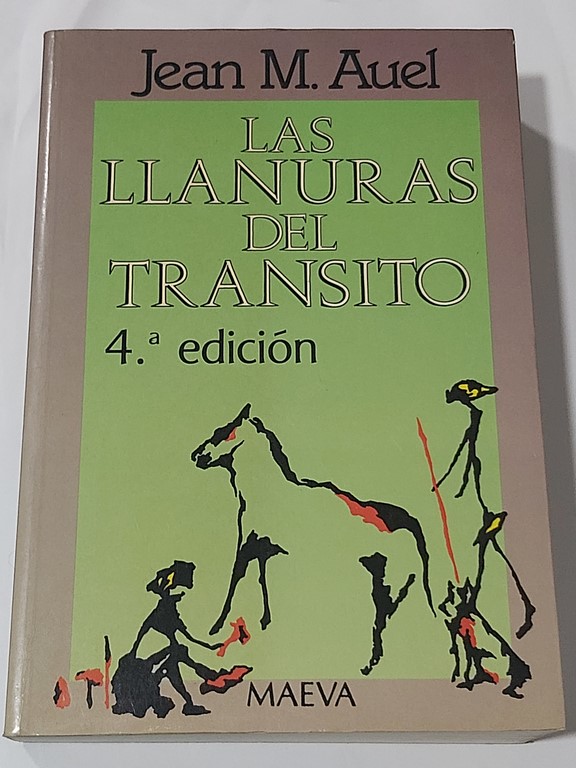 Jean M. Auel
LAS
LLANURAS
DEL
TRANSITO
4.ª edición
MAEVA